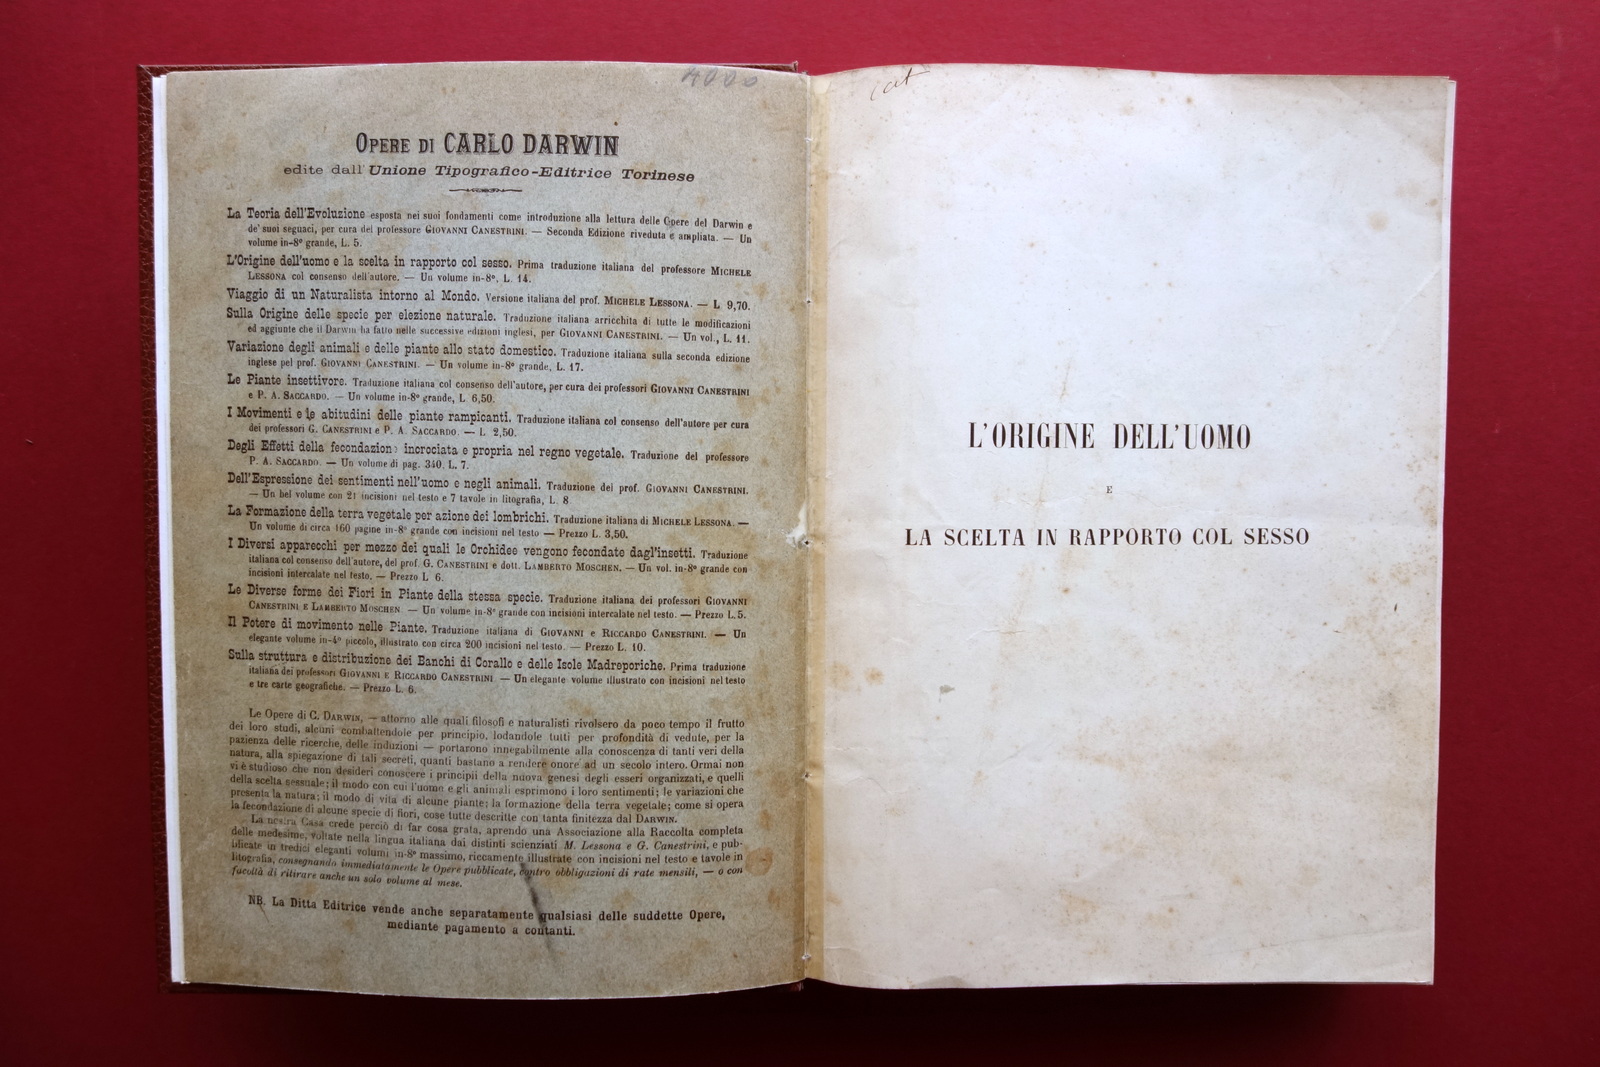 4000
OPERE DI CARLO DARWIN
edite dall'Unione Tipografico-Editrice Torinese
La Teoria dell'Evoluzione esposta nei suoi fondamenti come introduzione alla lettura delle Opere del Darwin e
de' suoi seguaci, per cura del professore GIOVANNI CANESTRINI. — Seconda Edizione riveduta e ampliata. — Un
volume in-8º grande, L. 5.
L'Origine dell'uomo e la scelta in rapporto col sesso. Prima traduzione italiana del professore MICHELE
LESSONA col consenso dell'autore. — Un volume in-8º, L. 14.
Viaggio di un Naturalista intorno al Mondo. Versione italiana del prof. MICHELE LESSONA. — L 9,70.
Sulla Origine delle specie per elezione naturale. Traduzione italiana arricchita di tutte le modificazioni
ed aggiunte che il Darwin ha fatto nelle successive edizioni inglesi, per GIOVANNI CANESTRINI. — Un vol., L. 11.
Variazione degli animali e delle piante allo stato domestico. Traduzione italiana sulla seconda edizione
inglese pel prof. GIOVANNI CANESTRINI. — Un volume in-8º grande, L. 17.
Le Piante insettivore. Traduzione italiana col consenso dell'autore, per cura dei professori GIOVANNI CANESTRINI
e P. A. SACCARDO. — Un volume in-8º grande, L 6,50.
I Movimenti e le abitudini delle piante rampicanti. Traduzione italiana col consenso dell'autore per cura
dei professori G. CANESTRINI e P. A. SACCARDO. — L. 2,50.
Degli Effetti della fecondazione incrociata e propria nel regno vegetale. Traduzione del professore
P. A. SACCARDO. — Un volume di pag. 340, L. 7.
Dell'Espressione dei sentimenti nell'uomo e negli animali. Traduzione del prof. GIOVANNI CANESTRINI.
— Un bel volume con 21 incisioni nel testo e 7 tavole in litografia, L. 8
La Formazione della terra vegetale per azione dei lombrichi. Traduzione italiana di MICHELE LESSONA. —
Un volume di circa 160 pagine in-8º grande con incisioni nel testo — Prezzo L. 3,50.
I Diversi apparecchi per mezzo dei quali le Orchidee vengono fecondate dagl'insetti. Traduzione
italiana col consenso dell'autore, del prof. G. CANESTRINI e dott. LAMBERTO MOSCHEN. — Un vol. in-8º grande con
incisioni intercalate nel testo. — Prezzo L 6.
Le Diverse forme dei Fiori in Piante della stessa specie. Traduzione italiana dei professori GIOVANNI
CANESTRINI E LAMBERTO MOSCHEN. — Un volume in-8º grande con incisioni intercalate nel testo. — Prezzo L. 5.
Il Potere di movimento nelle Piante. Traduzione italiana di GIOVANNI e RICCARDO CANESTRINI. — Un
elegante volume in-4º piccolo, illustrato con circa 200 incisioni nel testo. — Prezzo L. 10.
Sulla struttura e distribuzione dei Banchi di Corallo e delle Isole Madreporiche. Prima traduzione
italiana dei professori GIOVANNI E RICCARDO CANESTRINI — Un elegante volume illustrato con incisioni nel testo
e tre carte geografiche. — Prezzo L. 6.
Le Opere di C. DARWIN, — attorno alle quali filosofi e naturalisti rivolsero da poco tempo il frutto
dei loro studi, alcuni combattendole per principio, lodandole tutti per profondità di vedute, per la
pazienza delle ricerche, delle induzioni — portarono innegabilmente alla conoscenza di tanti veri della
natura, alla spiegazione di tali secreti, quanti bastano a rendere onore ad un secolo intero. Ormai non
vi è studioso che non desideri conoscere i principii della nuova genesi degli esseri organizzati, e quelli
della scelta sessuale; il modo con cui l'uomo e gli animali esprimono i loro sentimenti; le variazioni che
presenta la natura; il modo di vita di alcune piante; la formazione della terra vegetale; come si opera
la fecondazione di alcune specie di fiori, cose tutte descritte con tanta finitezza dal DARWIN.
La nostra Casa crede perciò di far cosa grata, aprendo una Associazione alla Raccolta completa
delle medesime, voltate nella lingua italiana dai distinti scienziati M. Lessona e G. Canestrini, e pub-
blicate in tredici eleganti volumi in-8º massimo, riccamente illustrate con incisioni nel testo e tavole in
litografia, consegnando immediatamente le Opere pubblicate, contro obbligazioni di rate mensili, — o con
facoltà di ritirare anche un solo volume al mese.
NB. La Ditta Editrice vende anche separatamente qualsiasi delle suddette Opere,
mediante pagamento a contanti.
cat
L'ORIGINE DELL'UOMO
E
LA SCELTA IN RAPPORTO COL SESSO